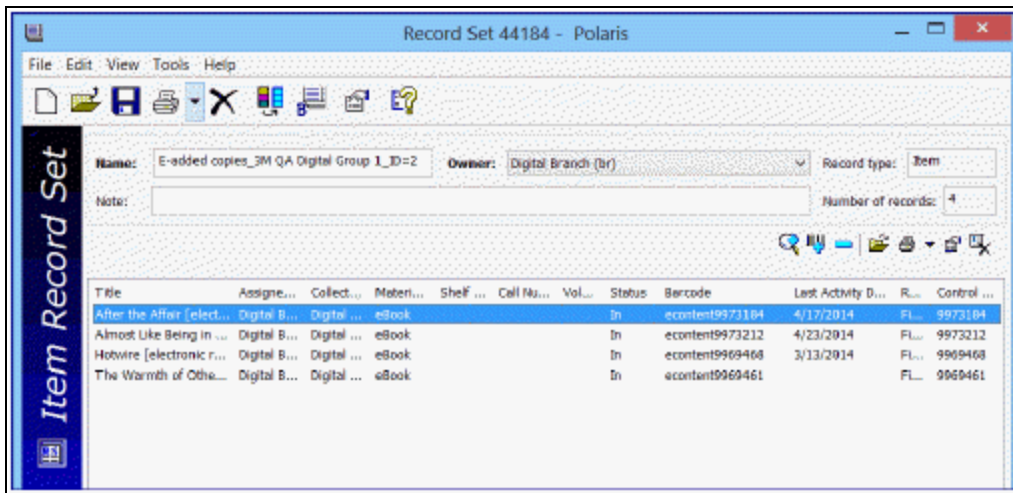 Record Set 44184 - Polaris
File Edit View Tools Help
Item Record Set
Name: E-added copies_3M QA Digital Group 1_ID=2 Owner: Digital Branch (br) Record type: Item
Note: Number of records: 4
Title Assigne... Collect... Materi... Shelf ... Call Nu... Vol... Status Barcode Last Activity D... R... Control ...
After the Affair [elect... Digital B... Digital ... eBook In econtent9973184 4/17/2014 Fi... 9973184
Almost Like Being in ... Digital B... Digital ... eBook In econtent9973212 4/23/2014 Fi... 9973212
Hotwire [electronic r... Digital B... Digital ... eBook In econtent9969468 3/13/2014 Fi... 9969468
The Warmth of Othe... Digital B... Digital ... eBook In econtent9969461 Fi... 9969461